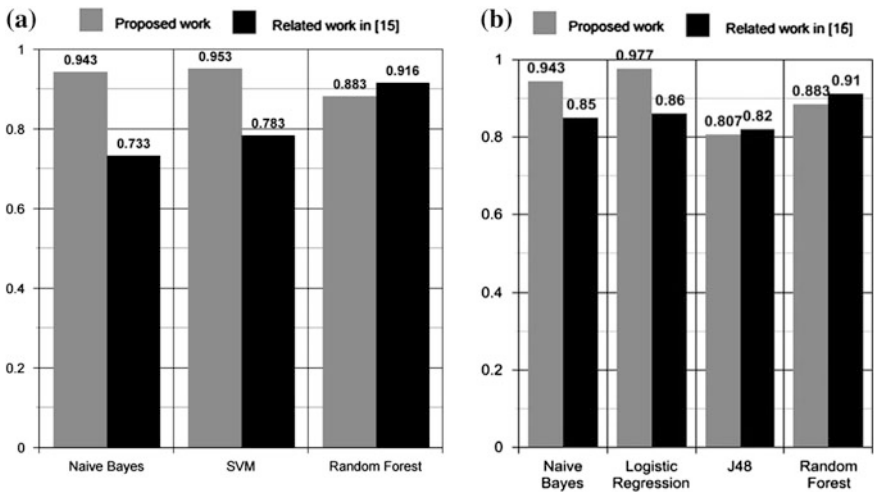 (a)
Proposed work
Related work in [15]
1
0.8
0.6
0.4
0.2
0
0.943
0.733
0.953
0.783
0.883
0.916
Naive Bayes
SVM
Random Forest
(b)
Proposed work
Related work in [16]
1
0.8
0.6
0.4
0.2
0
0.943
0.85
0.977
0.86
0.807
0.82
0.883
0.91
Naive
Bayes
Logistic
Regression
J48
Random
Forest